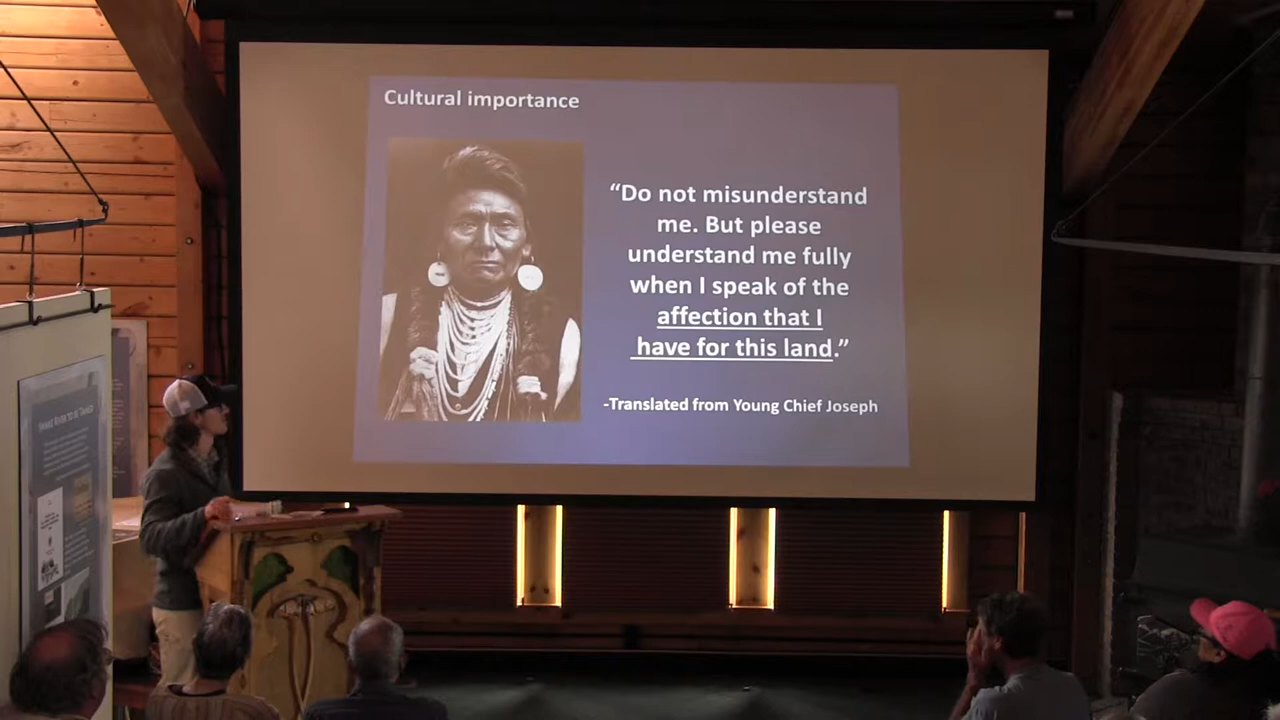 Cultural importance
“Do not misunderstand
me. But please
understand me fully
when I speak of the
affection that I
have for this land.”
-Translated from Young Chief Joseph